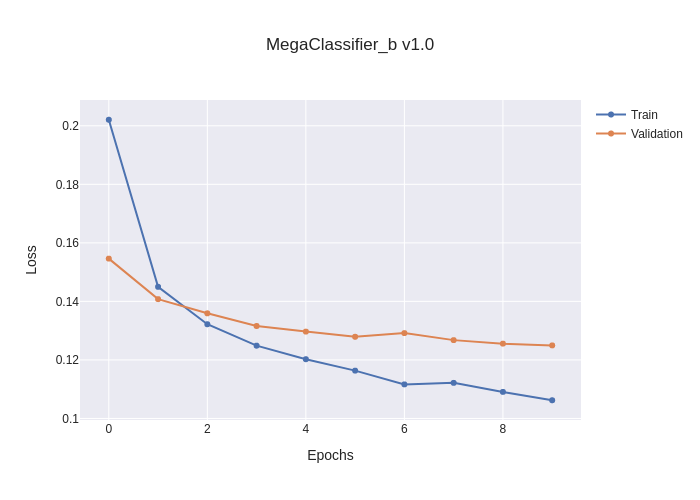 MegaClassifier_b v1.0
Train
Validation
0.2
0.18
0.16
0.14
0.12
0.1
Loss
0
2
4
6
8
Epochs